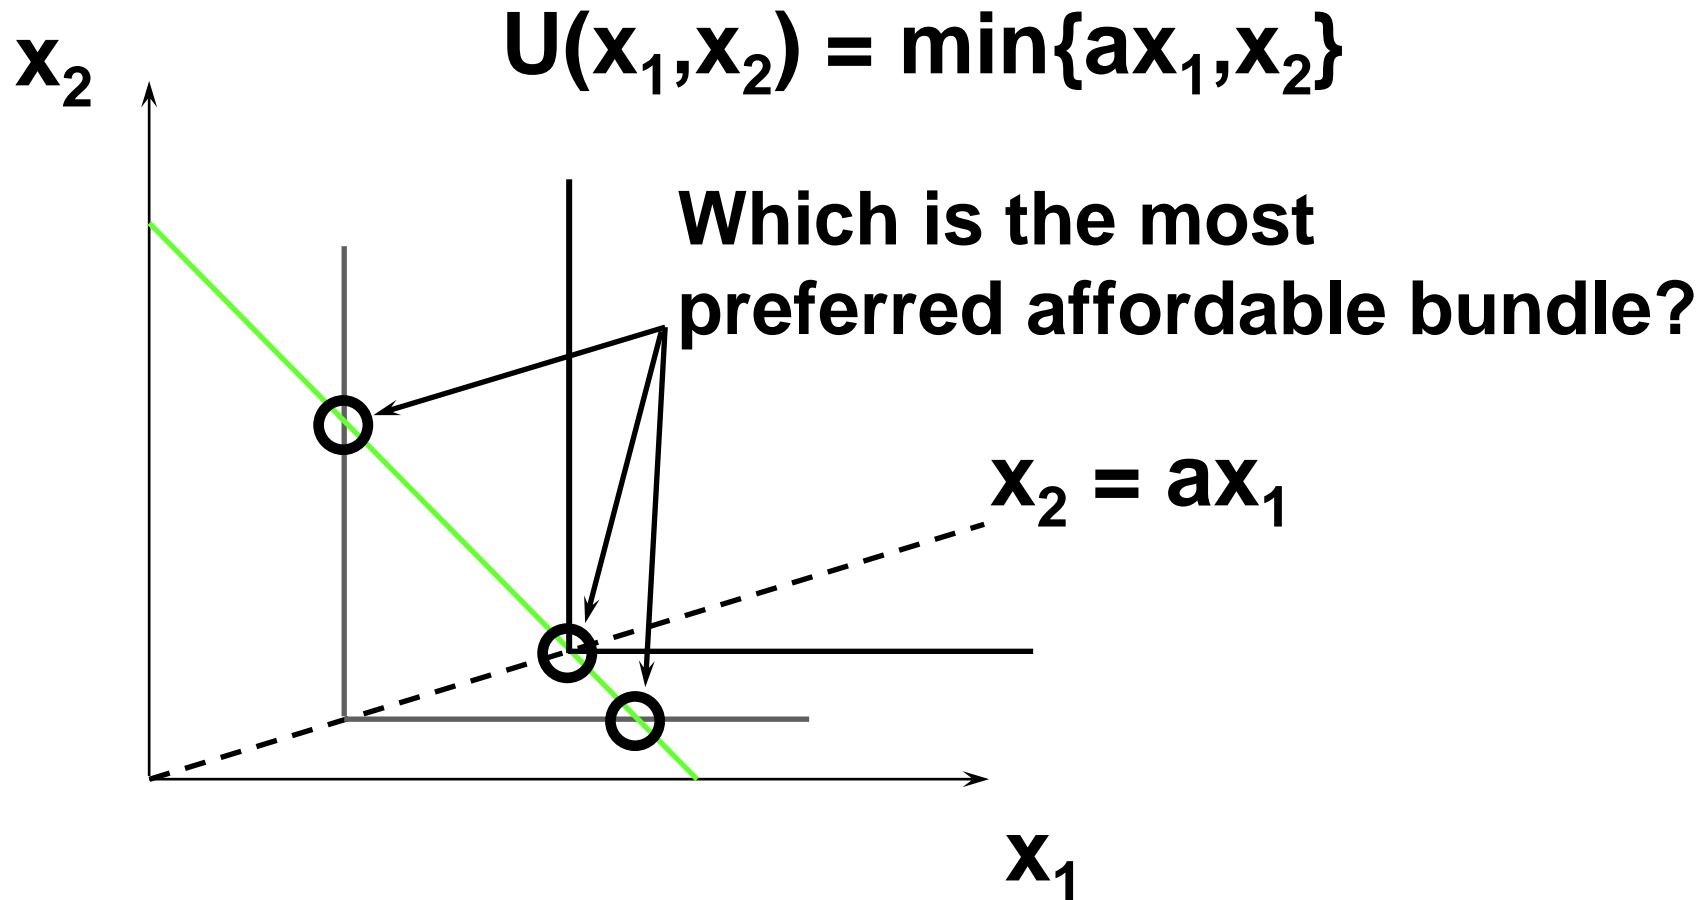 U(x₁,x₂) = min{ax₁,x₂}
x₂
Which is the most
preferred affordable bundle?
x₂ = ax₁
x₁